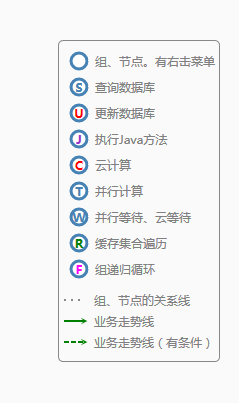 组、节点。有右击菜单
S 查询数据库
U 更新数据库
J 执行Java方法
C 云计算
T 并行计算
W 并行等待、云等待
R 缓存集合遍历
F 组递归循环
组、节点的关系线
业务走势线
业务走势线（有条件）